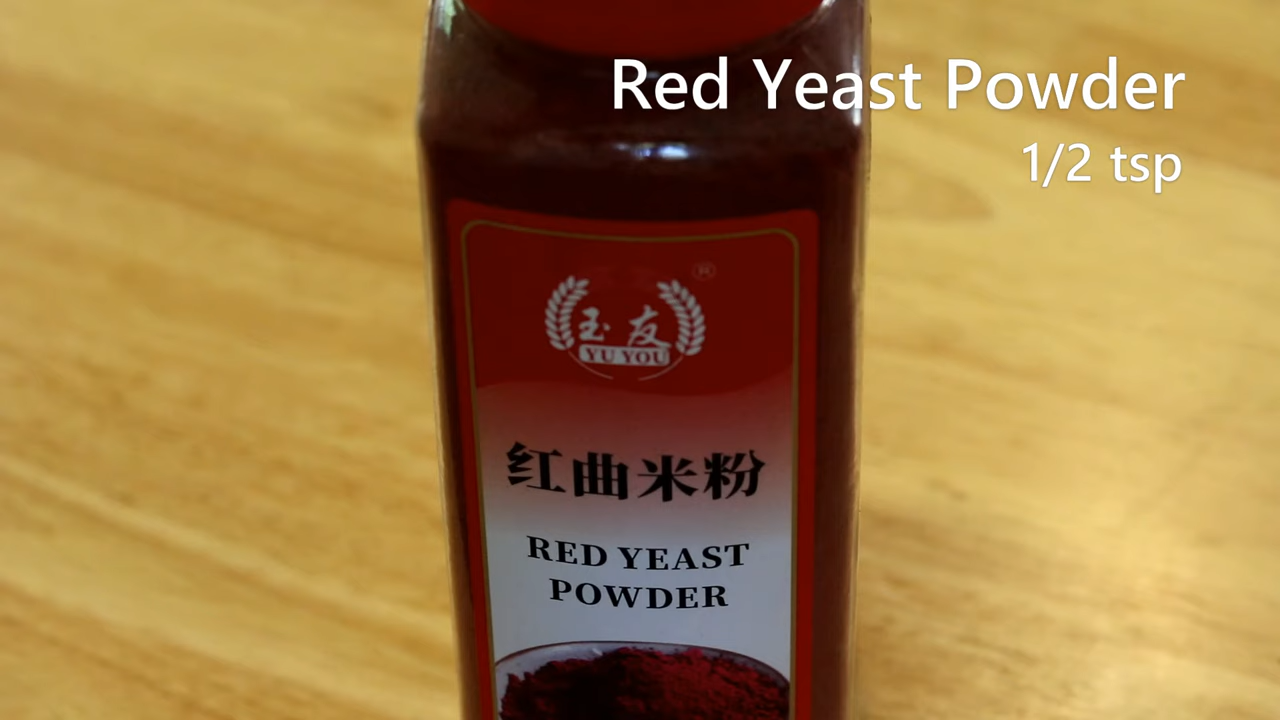 Red Yeast Powder
1/2 tsp
®
玉友
YU YOU
红曲米粉
RED YEAST
POWDER